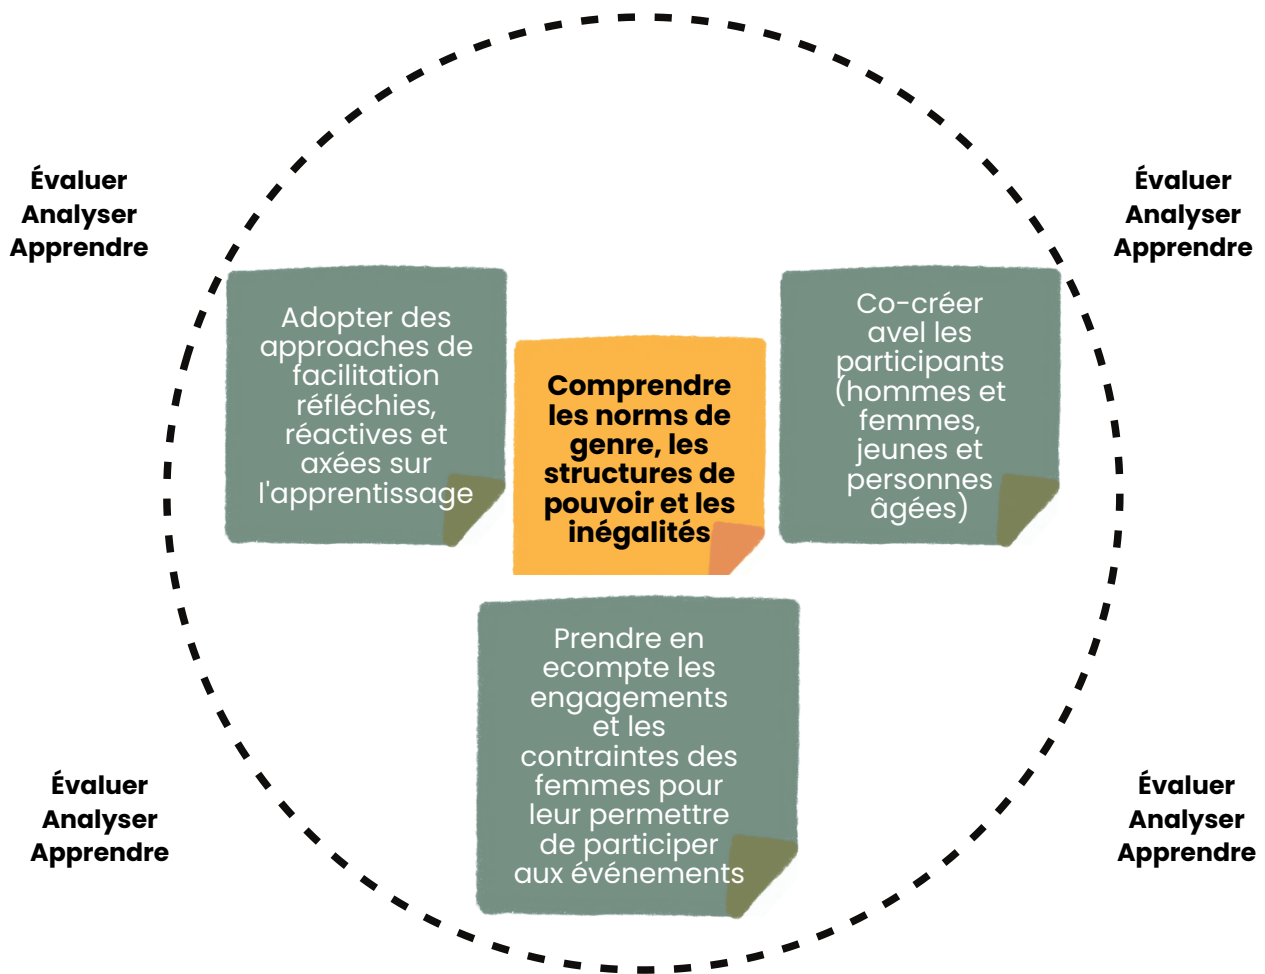 Évaluer
Analyser
Apprendre
Évaluer
Analyser
Apprendre
Adopter des
approaches de
facilitation
réfléchies,
réactives et
axées sur
l'apprentissage
Comprendre
les norms de
genre, les
structures de
pouvoir et les
inégalités
Co-créer
avel les
participants
(hommes et
femmes,
jeunes et
personnes
âgées)
Prendre en
ecompte les
engagements
et les
contraintes des
femmes pour
leur permettre
de participer
aux événements
Évaluer
Analyser
Apprendre
Évaluer
Analyser
Apprendre